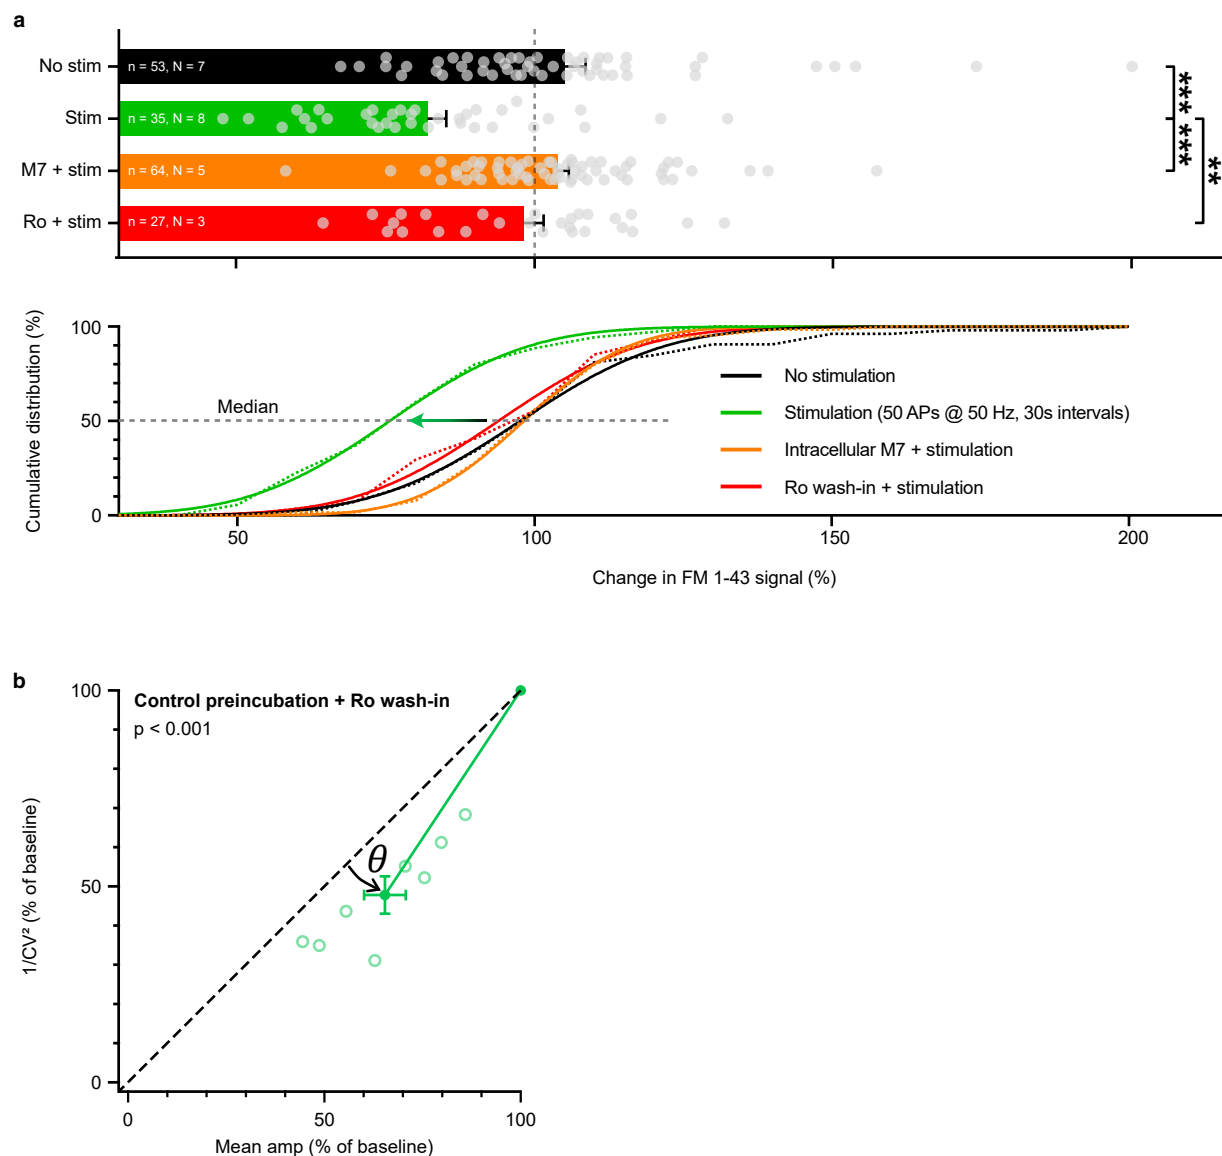 a
No stim
n = 53, N = 7
Stim
n = 35, N = 8
M7 + stim
n = 64, N = 5
Ro + stim
n = 27, N = 3
***
***
**
Cumulative distribution (%)
100
50
0
Median
No stimulation
Stimulation (50 APs @ 50 Hz, 30s intervals)
Intracellular M7 + stimulation
Ro wash-in + stimulation
50
100
150
200
Change in FM 1-43 signal (%)
b
Control preincubation + Ro wash-in
p < 0.001
1/CV² (% of baseline)
100
50
0
θ
0
50
100
Mean amp (% of baseline)